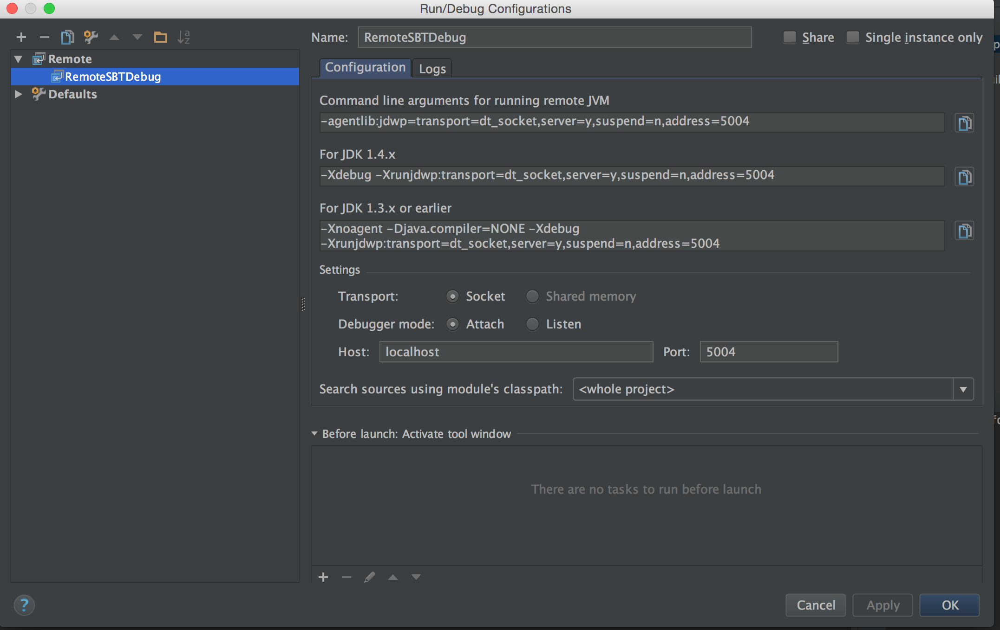 Run/Debug Configurations
Name: RemoteSBTDebug Share Single instance only
Remote
RemoteSBTDebug
Defaults
Configuration Logs
Command line arguments for running remote JVM
-agentlib:jdwp=transport=dt_socket,server=y,suspend=n,address=5004
For JDK 1.4.x
-Xdebug -Xrunjdwp:transport=dt_socket,server=y,suspend=n,address=5004
For JDK 1.3.x or earlier
-Xnoagent -Djava.compiler=NONE -Xdebug
-Xrunjdwp:transport=dt_socket,server=y,suspend=n,address=5004
Settings
Transport: Socket Shared memory
Debugger mode: Attach Listen
Host: localhost Port: 5004
Search sources using module's classpath: <whole project>
Before launch: Activate tool window
There are no tasks to run before launch
? Cancel Apply OK